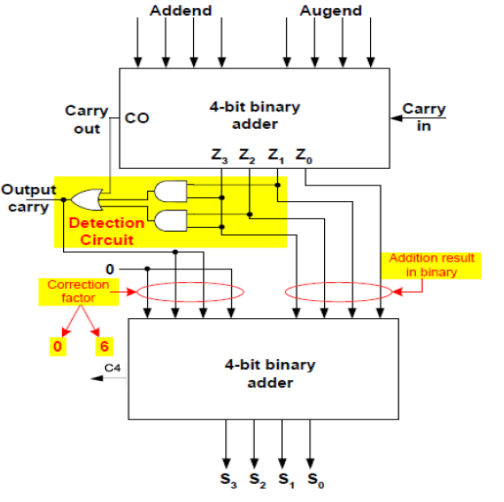 Addend
Augend
4-bit binary
adder
Carry
out
CO
Carry
in
Z3 Z2 Z1 Z0
Output
carry
Detection
Circuit
0
Addition result
in binary
Correction
factor
0
6
C4
4-bit binary
adder
S3 S2 S1 S0